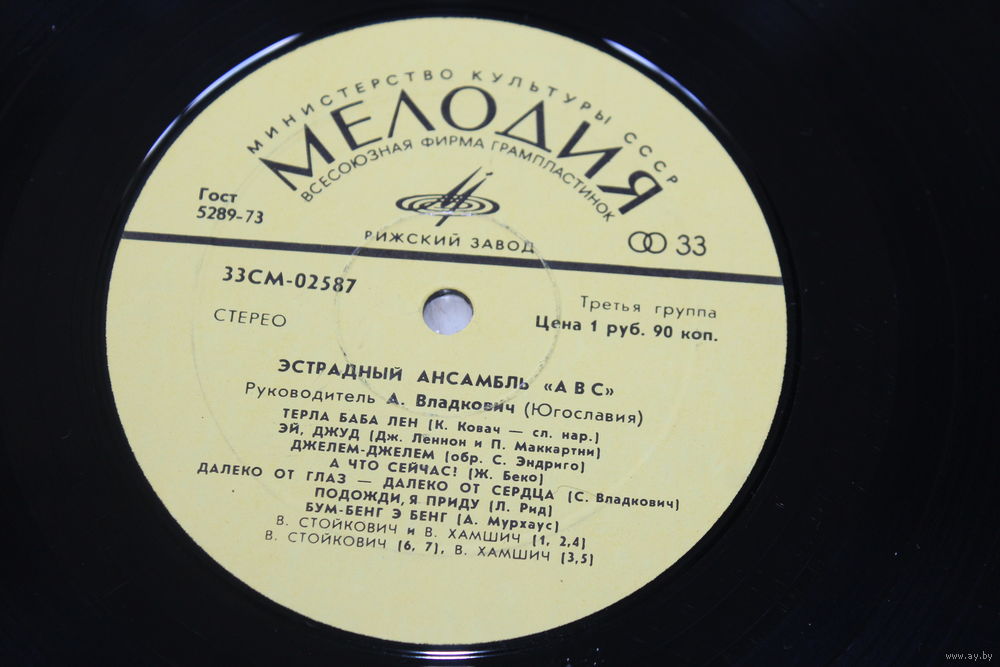 МИНИСТЕРСТВО КУЛЬТУРЫ СССР
МЕЛОДИЯ
ВСЕСОЮЗНАЯ ФИРМА ГРАМПЛАСТИНОК
Гост
5289-73
РИЖСКИЙ ЗАВОД
33
33СМ-02587
Третья группа
СТЕРЕО
Цена 1 руб. 90 коп.
ЭСТРАДНЫЙ АНСАМБЛЬ «А В С»
Руководитель А. Владкович (Югославия)
ТЕРЛА БАБА ЛЕН (К. Ковач — сл. нар.)
ЭЙ, ДЖУД (Дж. Леннон и П. Маккартни)
ДЖЕЛЕМ-ДЖЕЛЕМ (обр. С. Эндриго)
А ЧТО СЕЙЧАС! (Ж. Беко)
ДАЛЕКО ОТ ГЛАЗ — ДАЛЕКО ОТ СЕРДЦА (С. Владкович)
ПОДОЖДИ, Я ПРИДУ (Л. Рид)
БУМ-БЕНГ Э БЕНГ (А. Мурхаус)
В. СТОЙКОВИЧ и В. ХАМШИЧ (1, 2,4)
В. СТОЙКОВИЧ (6, 7), В. ХАМШИЧ (3,5)
www.ay.by